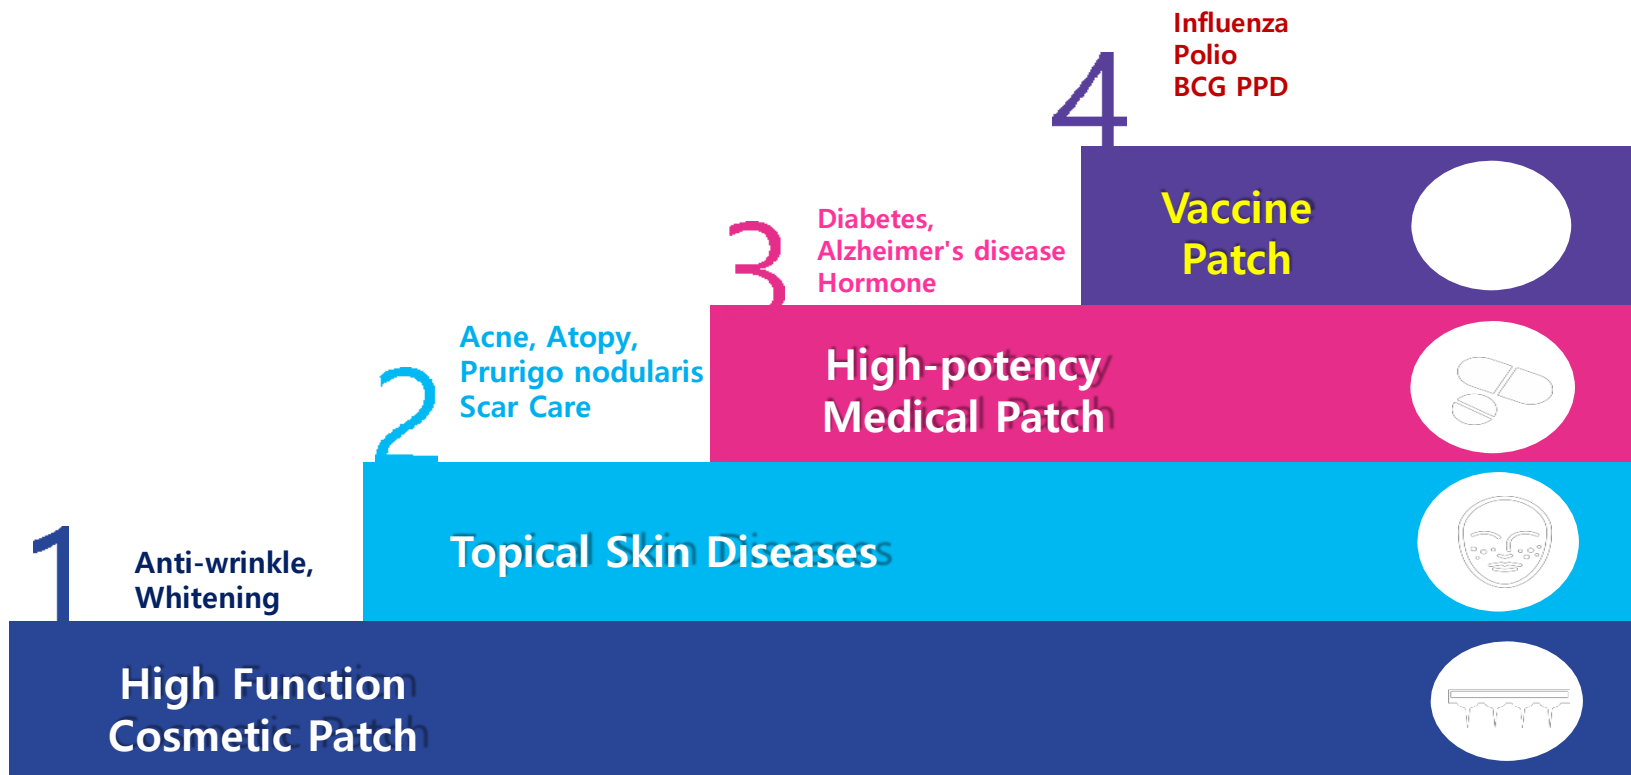 Influenza
Polio
BCG PPD
4
Vaccine
Patch
Diabetes,
Alzheimer's disease
Hormone
3
High-potency
Medical Patch
Acne, Atopy,
Prurigo nodularis
Scar Care
2
Topical Skin Diseases
1
Anti-wrinkle,
Whitening
High Function
Cosmetic Patch